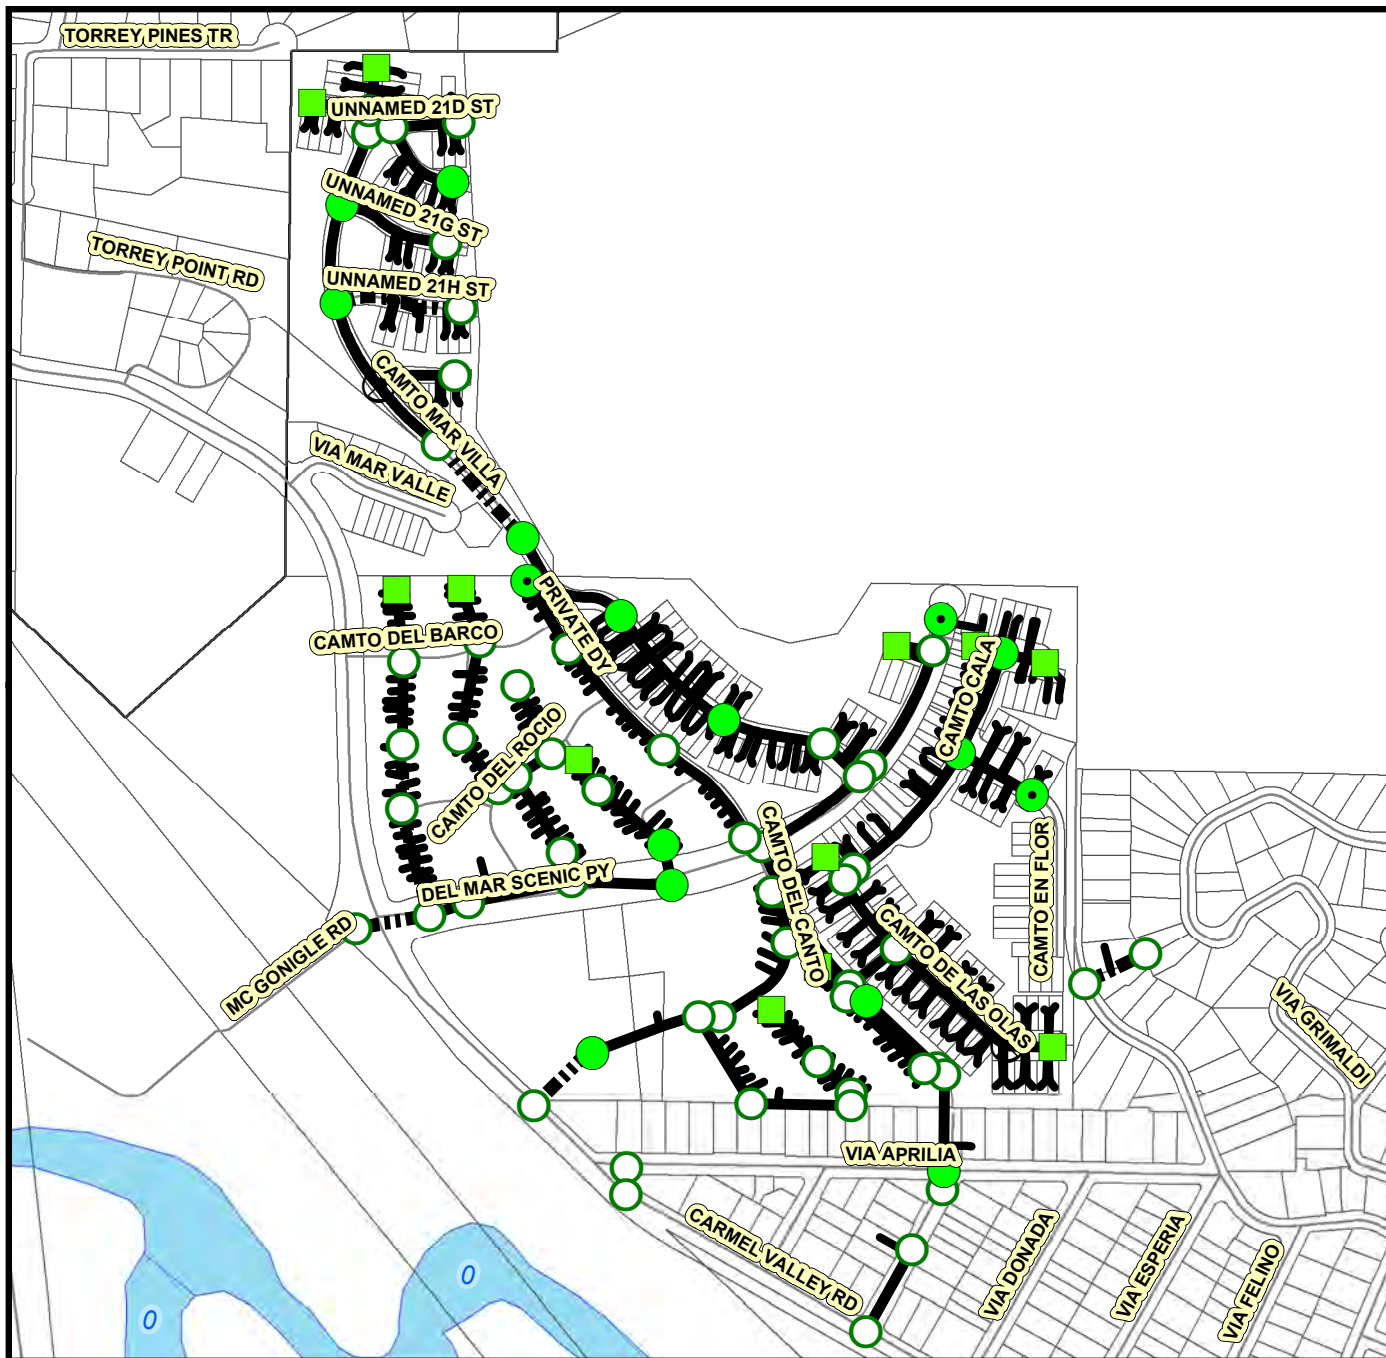 TORREY PINES TR
UNNAMED 21D ST
UNNAMED 21G ST
TORREY POINT RD
UNNAMED 21H ST
CAMTO MAR VILLA
VIA MAR VALLE
PRIVATE DY
CAMTO DEL BARCO
CAMTO CALA
CAMTO DEL ROCIO
CAMTO DEL CANTO
CAMTO EN FLOR
DEL MAR SCENIC PY
MC GONIGLE RD
CAMTO DE LAS OLAS
VIA GRIMALDI
VIA APRILIA
CARMEL VALLEY RD
VIA DONADA
VIA ESPERIA
VIA FELINO
0
0